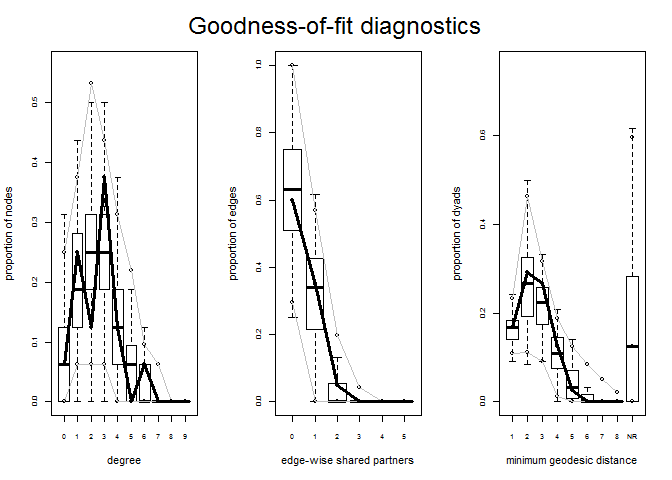 Goodness-of-fit diagnostics
proportion of nodes
0.0 0.1 0.2 0.3 0.4 0.5
0 1 2 3 4 5 6 7 8 9
degree
proportion of edges
0.0 0.2 0.4 0.6 0.8 1.0
0 1 2 3 4 5
edge-wise shared partners
proportion of dyads
0.0 0.2 0.4 0.6
1 2 3 4 5 6 7 8 NR
minimum geodesic distance